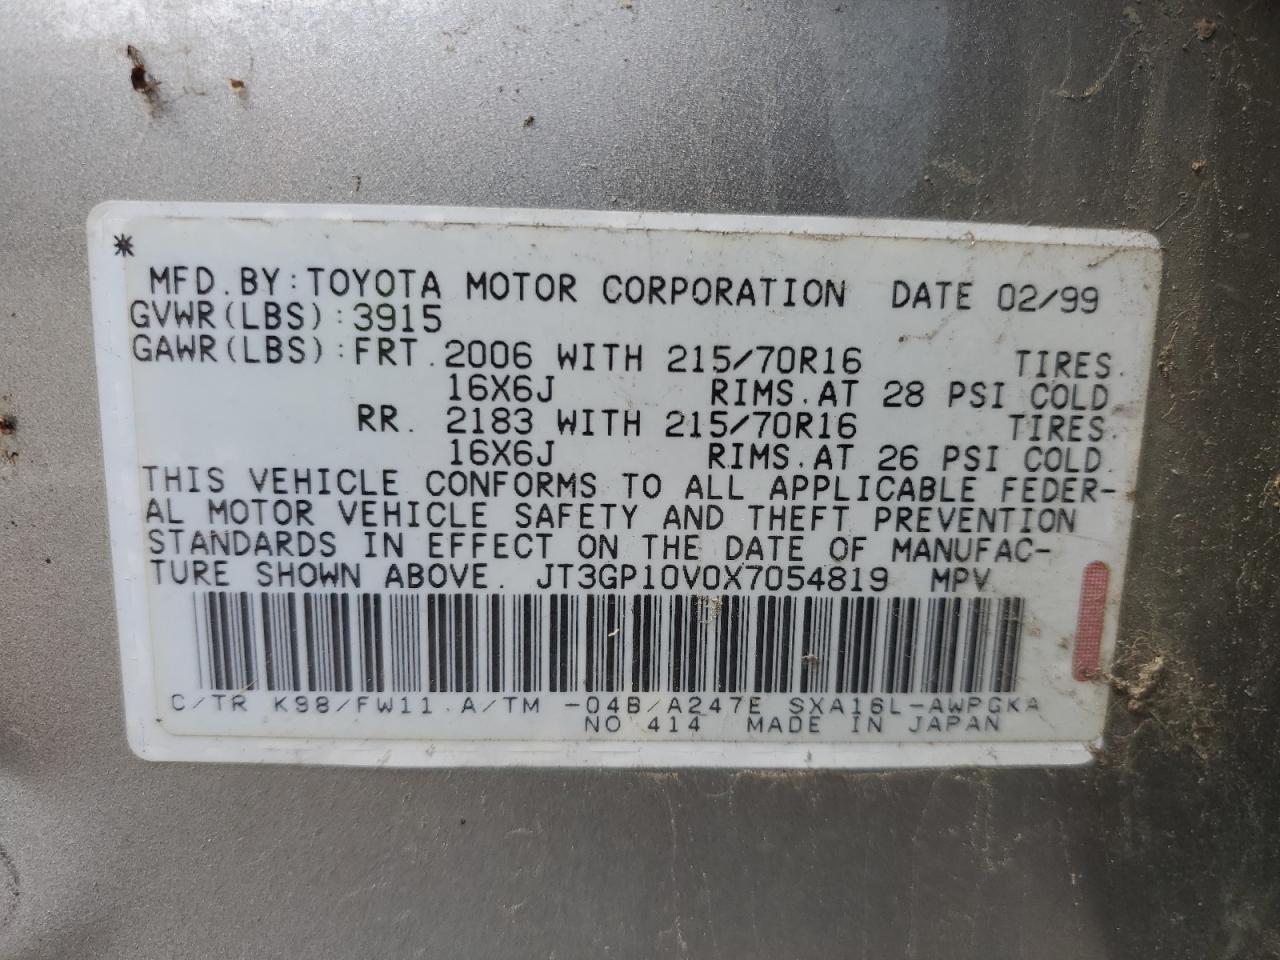 MFD. BY: TOYOTA MOTOR CORPORATION DATE 02/99
GVWR(LBS): 3915
GAWR(LBS): FRT. 2006 WITH 215/70R16 TIRES.
16X6J RIMS. AT 28 PSI COLD
RR. 2183 WITH 215/70R16 TIRES.
16X6J RIMS. AT 26 PSI COLD.
THIS VEHICLE CONFORMS TO ALL APPLICABLE FEDER-
AL MOTOR VEHICLE SAFETY AND THEFT PREVENTION
STANDARDS IN EFFECT ON THE DATE OF MANUFAC-
TURE SHOWN ABOVE. JT3GP10V0X7054819 MPV
C/TR K98/FW11 A/TM -04B/A247E SXA16L-AWPGKA
NO 414 MADE IN JAPAN